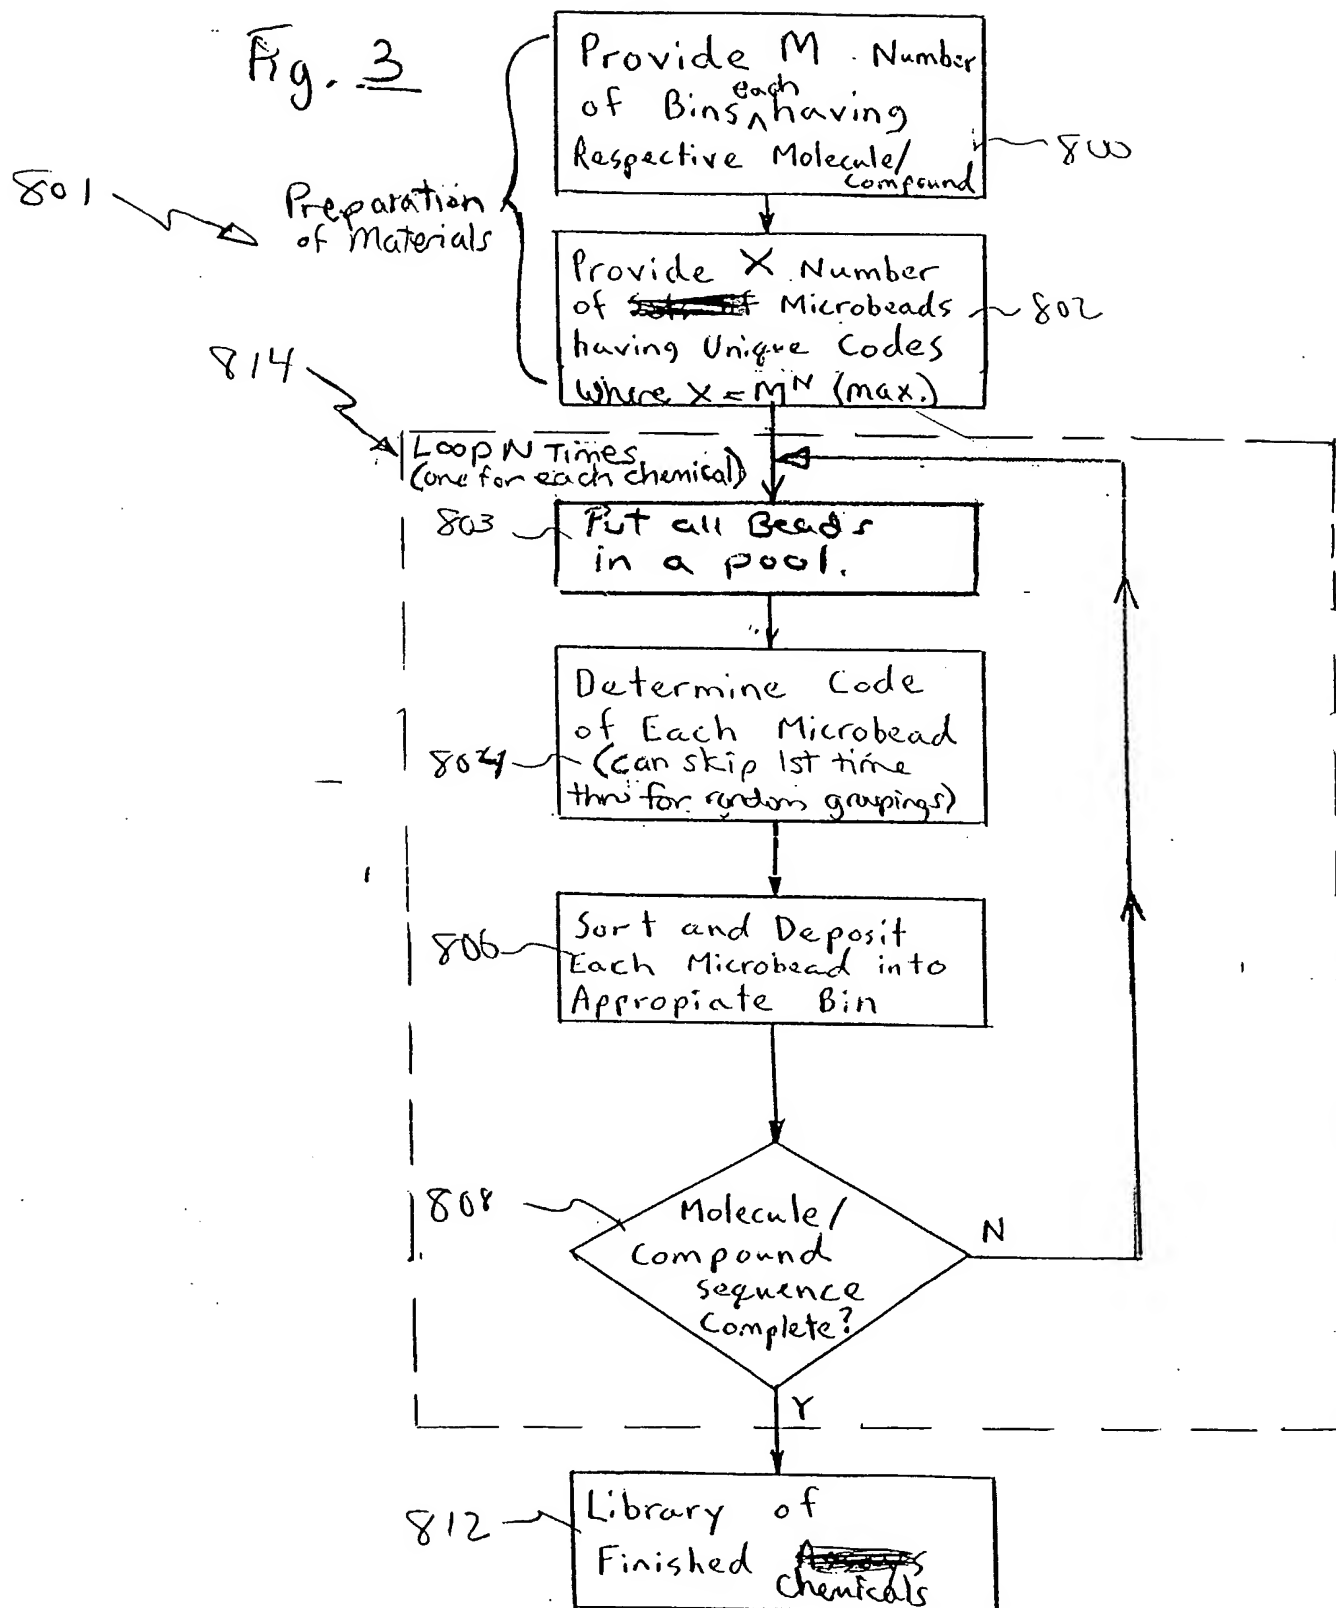 Fig. 3
Provide M Number
of Bins each having
Respective Molecule/
compound
800
801
Preparation
of Materials
Provide X Number
of Microbeads
having Unique Codes
Where X = M^N (max.)
802
814
Loop N Times
(one for each chemical)
803
Put all Beads
in a pool.
Determine Code
of Each Microbead
(can skip 1st time
thru for random groupings)
804
806
Sort and Deposit
Each Microbead into
Appropiate Bin
808
Molecule/
Compound
sequence
Complete?
N
Y
812
Library of
Finished
Chemicals